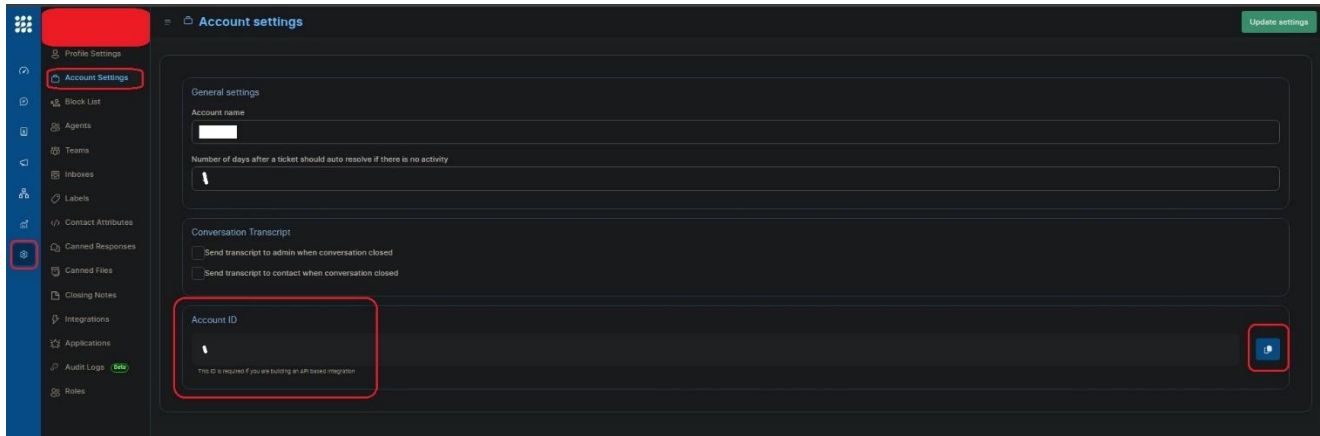 Account settings
Update settings
Profile Settings
Account Settings
Block List
Agents
Teams
Inboxes
Labels
Contact Attributes
Canned Responses
Canned Files
Closing Notes
Integrations
Applications
Audit Logs Beta
Roles
General settings
Account name
Number of days after a ticket should auto resolve if there is no activity
Conversation Transcript
Send transcript to admin when conversation closed
Send transcript to contact when conversation closed
Account ID
This ID is required if you are building an API based integration